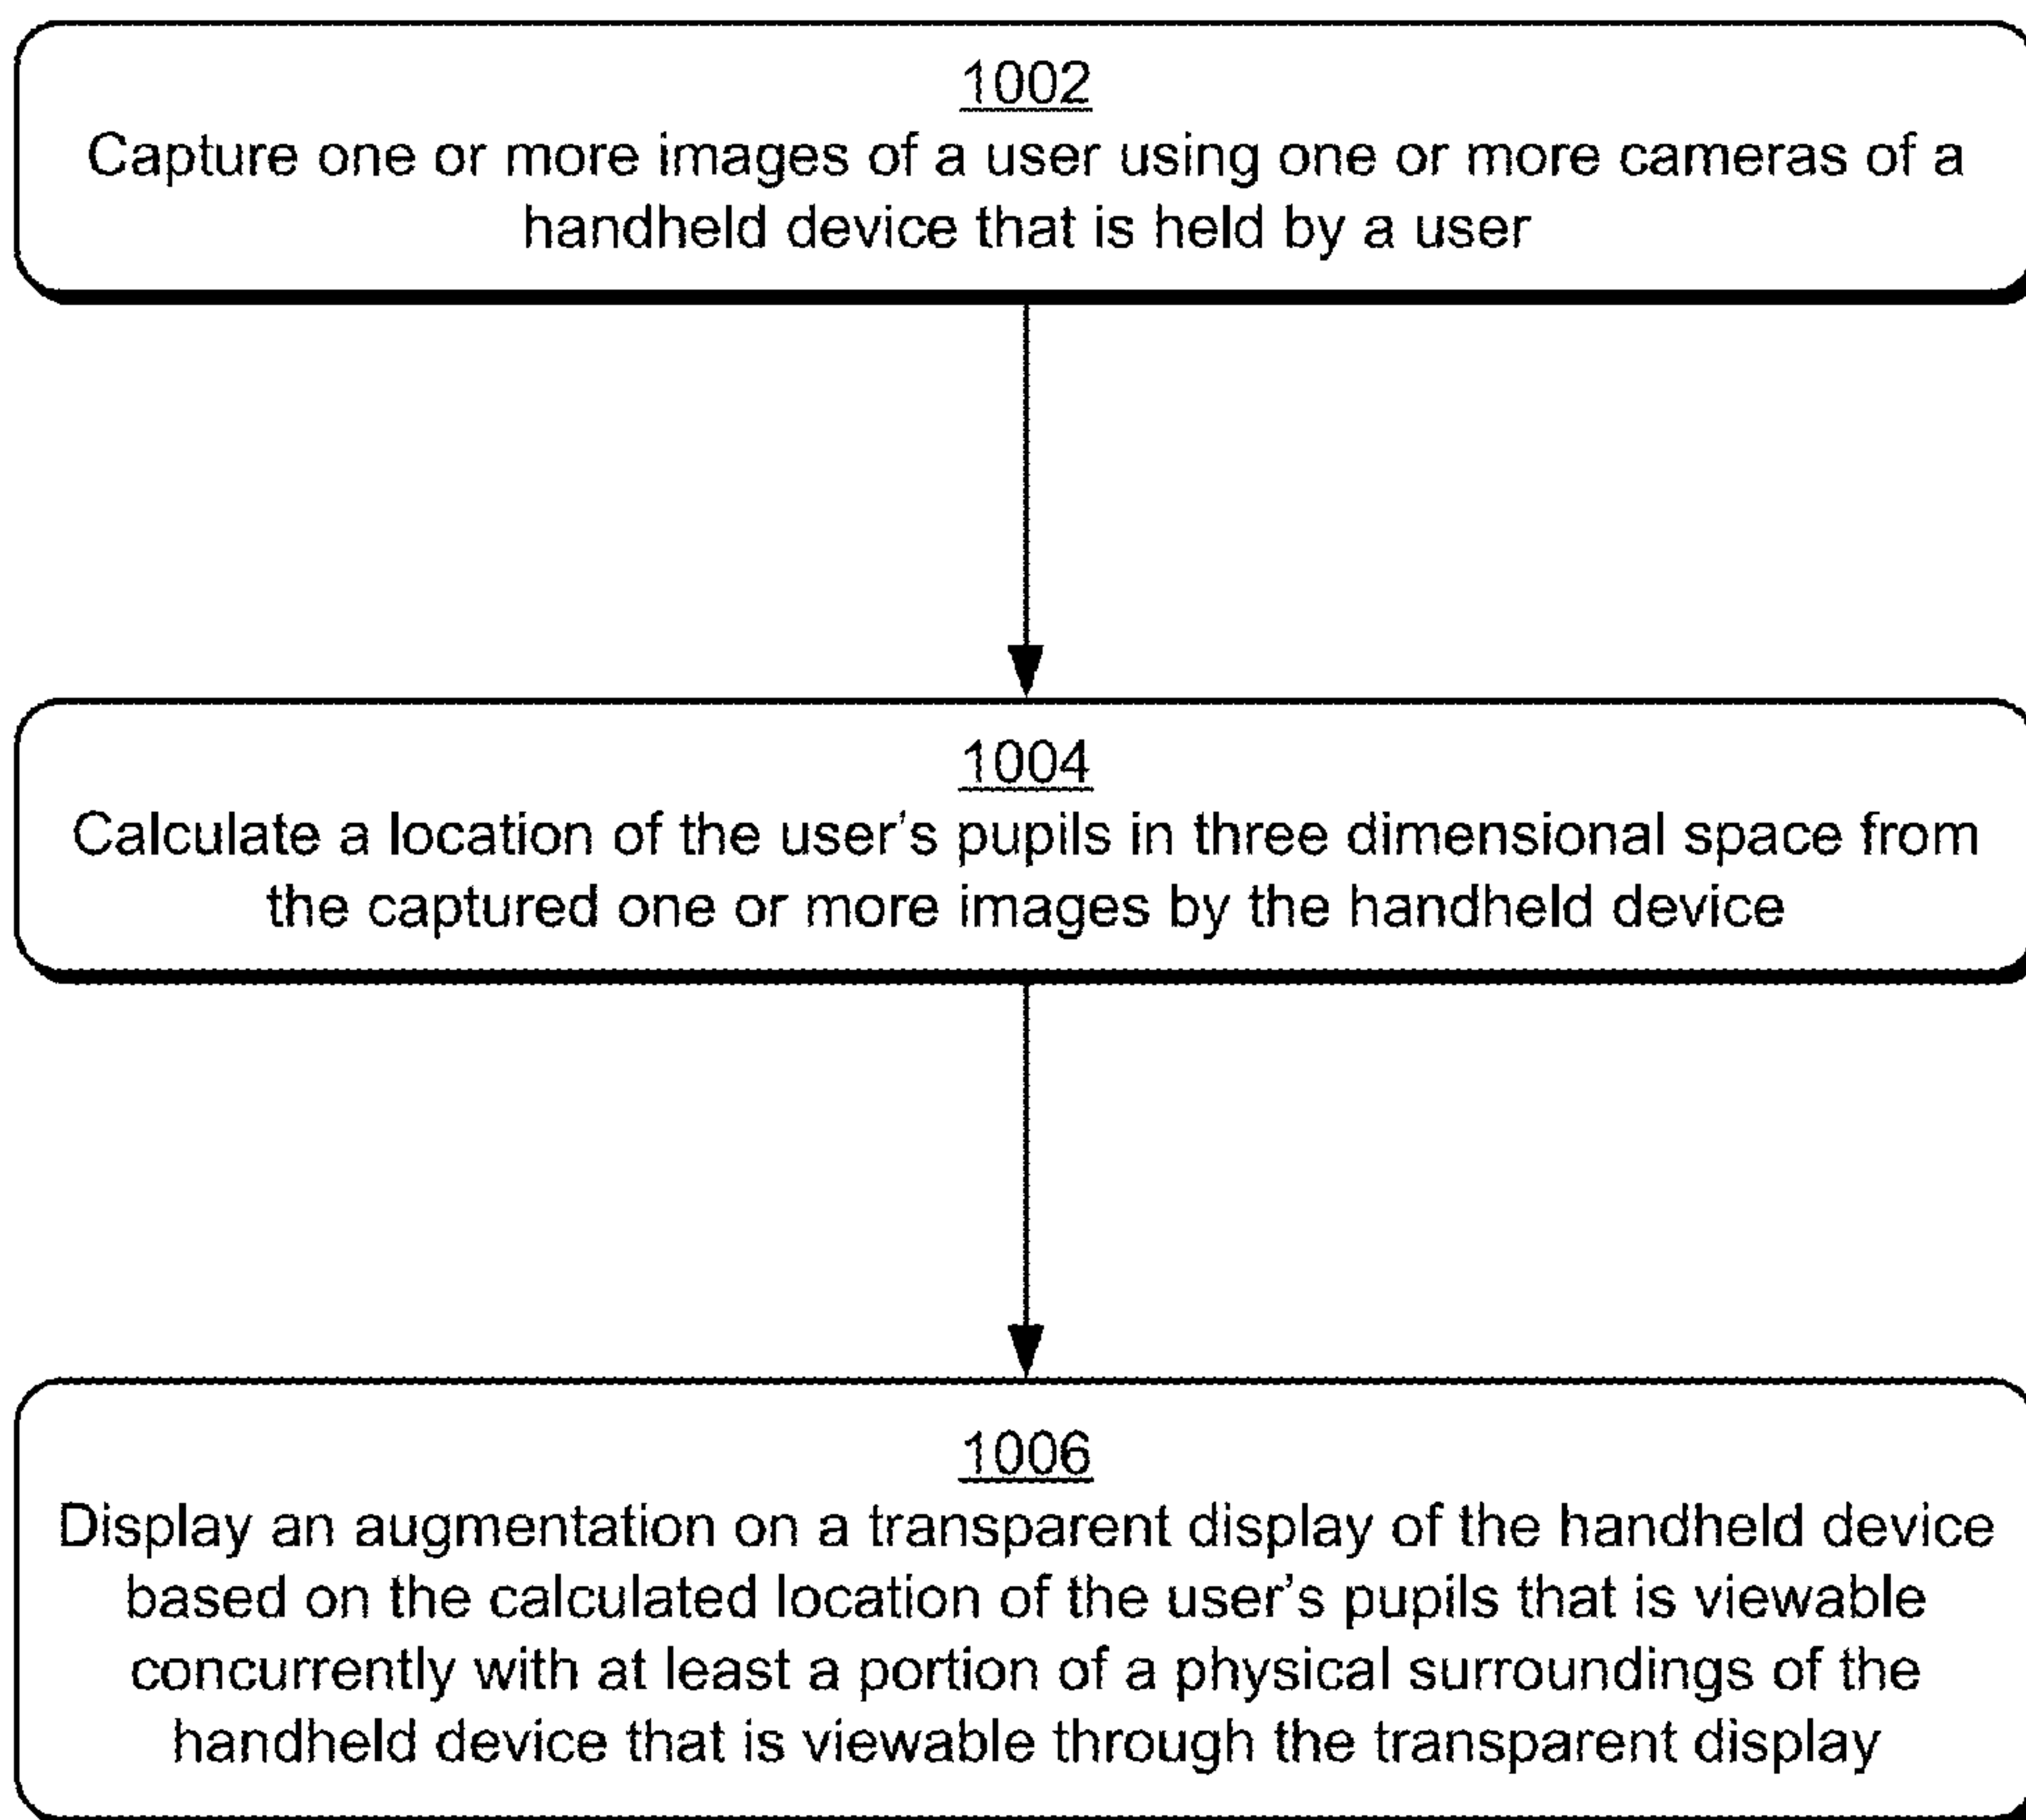 1002
Capture one or more images of a user using one or more cameras of a
handheld device that is held by a user
1004
Calculate a location of the user's pupils in three dimensional space from
the captured one or more images by the handheld device
1006
Display an augmentation on a transparent display of the handheld device
based on the calculated location of the user's pupils that is viewable
concurrently with at least a portion of a physical surroundings of the
handheld device that is viewable through the transparent display